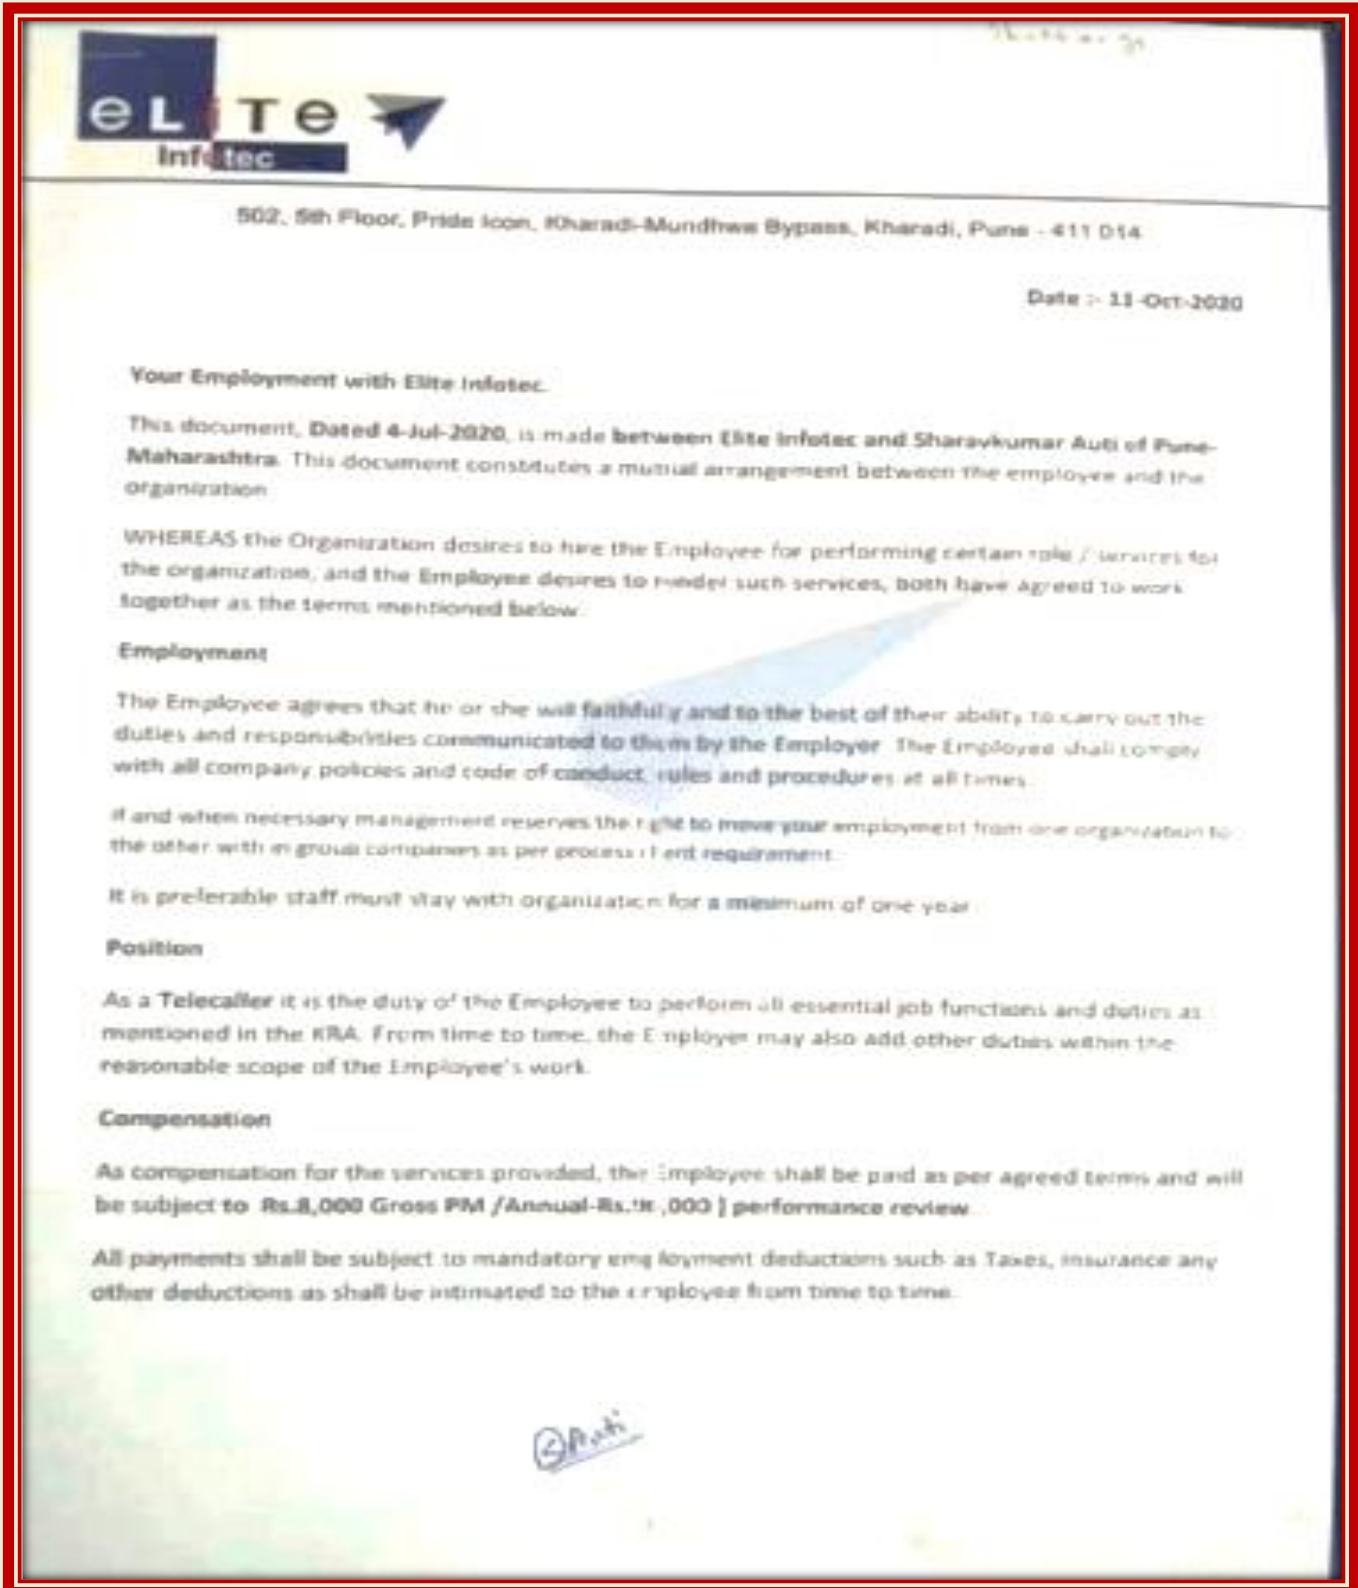 eLiTe
Infotec
502, 5th Floor, Pride Icon, Kharadi-Mundhwa Bypass, Kharadi, Pune - 411 014
Date :- 11-Oct-2020
Your Employment with Elite Infotec.
This document, Dated 4-Jul-2020, is made between Elite Infotec and Sharavkumar Auti of Pune-
Maharashtra. This document constitutes a mutual arrangement between the employee and the
organization
WHEREAS the Organization desires to hire the Employee for performing certain role / services for
the organization, and the Employee desires to render such services, both have agreed to work
together as the terms mentioned below.
Employment
The Employee agrees that he or she will faithfully and to the best of their ability to carry out the
duties and responsibilities communicated to them by the Employer. The Employee shall comply
with all company policies and code of conduct, rules and procedures at all times.
If and when necessary management reserves the right to move your employment from one organization to
the other with in group companies as per process client requirement.
It is preferable staff must stay with organization for a minimum of one year.
Position
As a Telecaller it is the duty of the Employee to perform all essential job functions and duties as
mentioned in the KRA. From time to time, the Employer may also add other duties within the
reasonable scope of the Employee's work.
Compensation
As compensation for the services provided, the Employee shall be paid as per agreed terms and will
be subject to Rs.8,000 Gross PM /Annual-Rs. ,000 ] performance review
All payments shall be subject to mandatory employment deductions such as Taxes, insurance any
other deductions as shall be intimated to the employee from time to time.
Auti